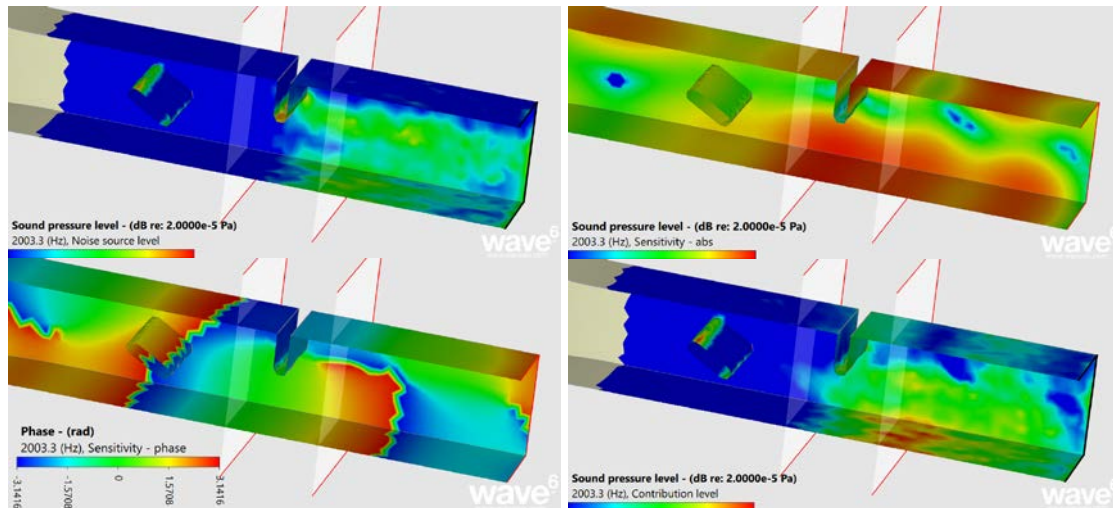 Sound pressure level - (dB re: 2.0000e-5 Pa)
2003.3 (Hz), Noise source level
wave6
Sound pressure level - (dB re: 2.0000e-5 Pa)
2003.3 (Hz), Sensitivity - abs
wave6
Phase - (rad)
2003.3 (Hz), Sensitivity - phase
-3.1416
-1.5708
0
1.5708
3.1416
wave6
Sound pressure level - (dB re: 2.0000e-5 Pa)
2003.3 (Hz), Contribution level
wave6